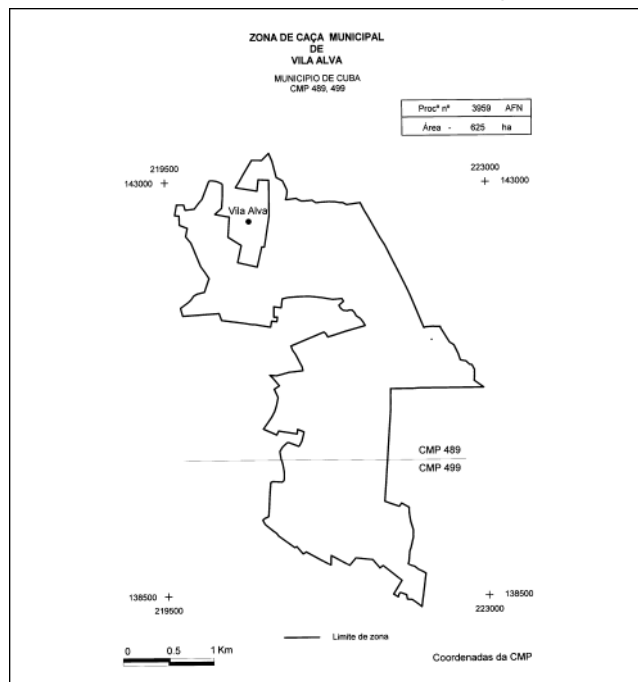 ZONA DE CAÇA MUNICIPAL
DE
VILA ALVA
MUNICIPIO DE CUBA
CMP 489, 499
Procº nº 3959 AFN
Área - 625 ha
219500
143000
223000
143000
Vila Alva
CMP 489
CMP 499
138500
219500
138500
223000
Limite de zona
0 0.5 1 Km
Coordenadas da CMP